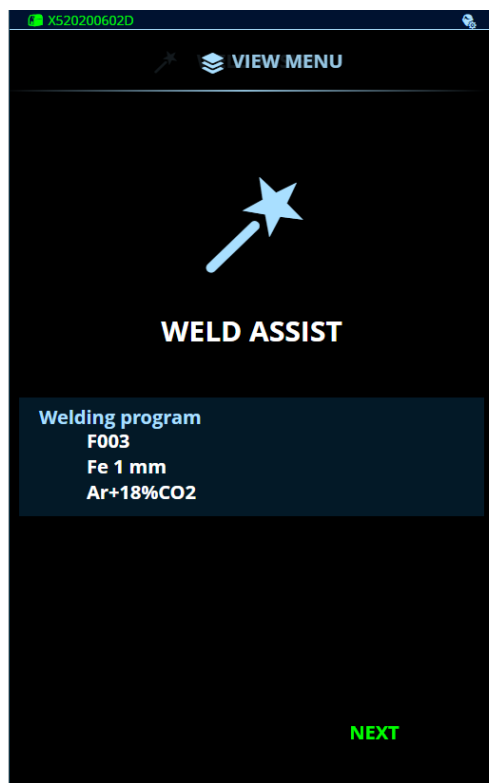 X520200602D
VIEW MENU
WELD ASSIST
Welding program
F003
Fe 1 mm
Ar+18%CO2
NEXT